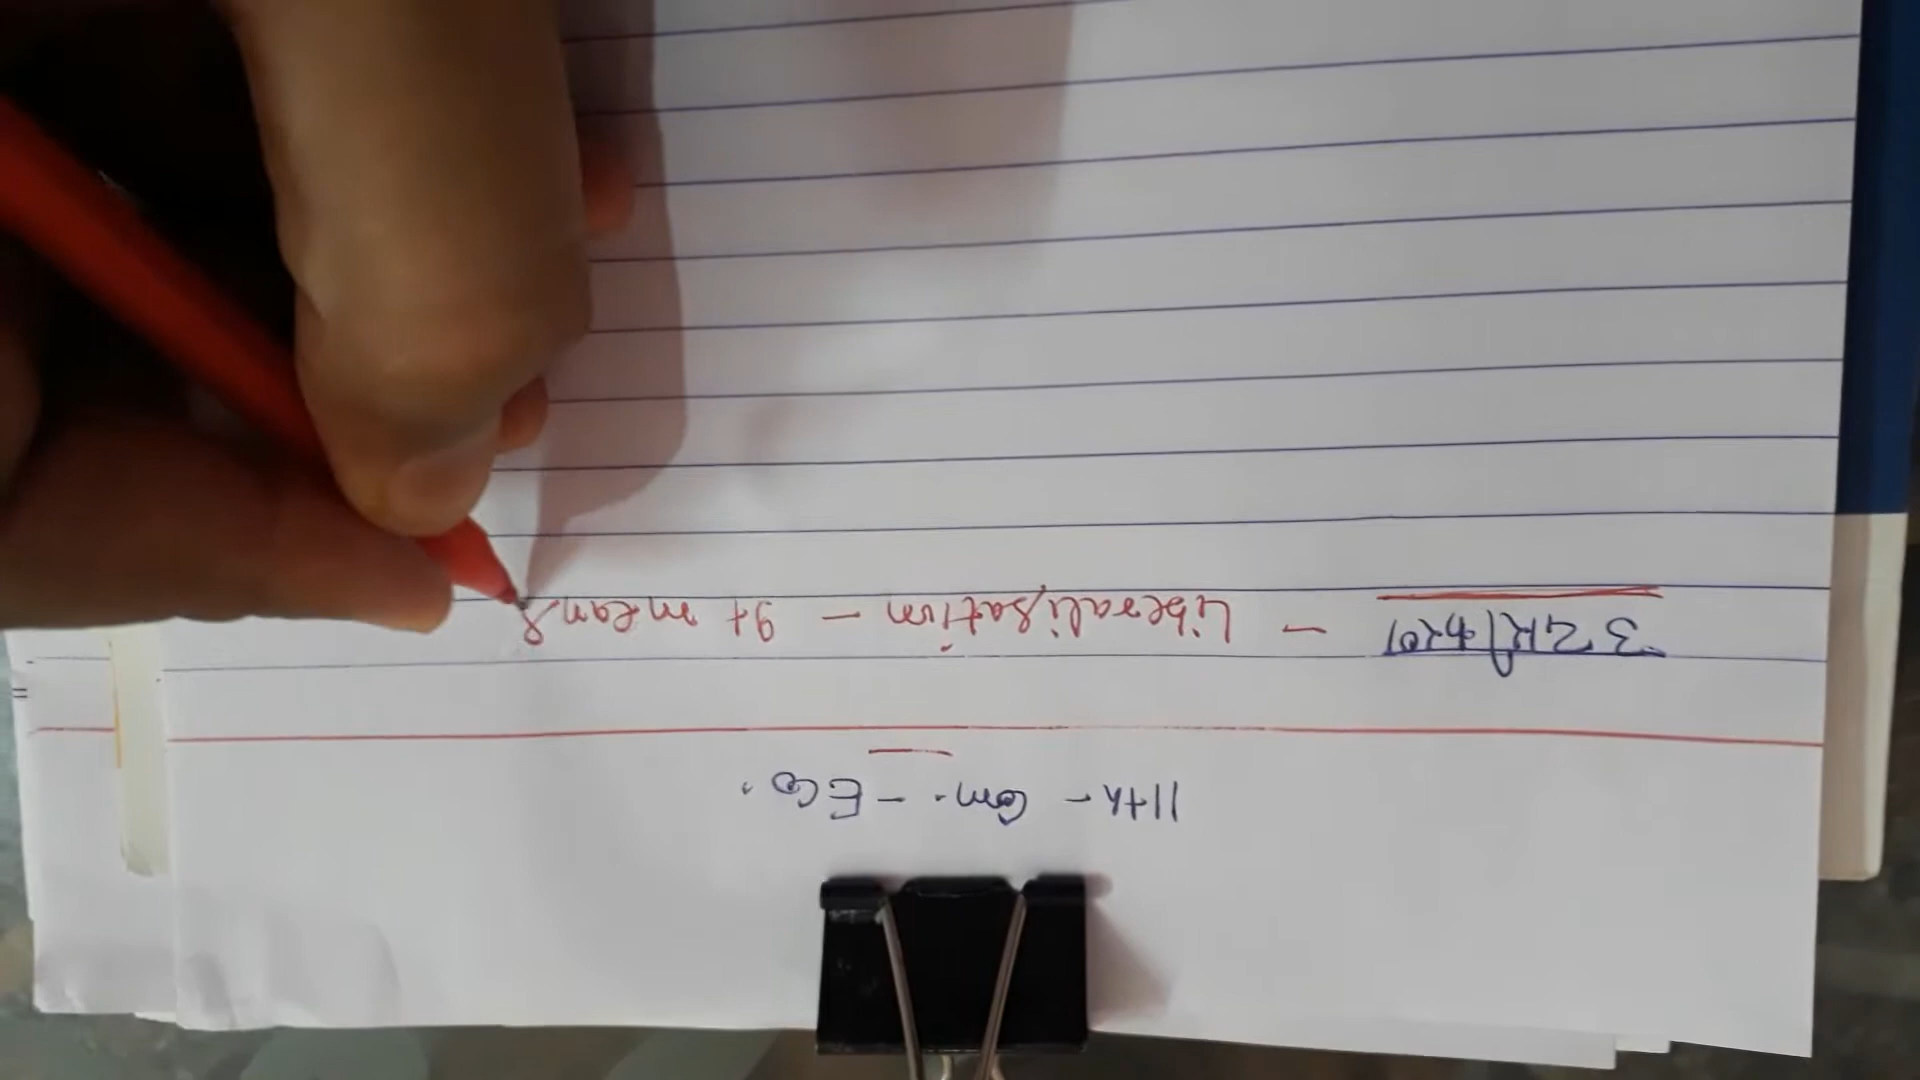 11th - Com. - Eco.
उदारीकरण - Liberalisation - It means